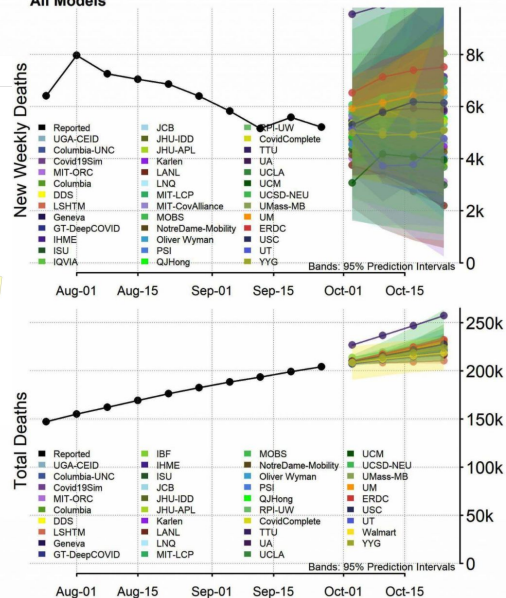 All Models
New Weekly Deaths
8k
6k
4k
2k
0
Reported
UGA-CEID
Columbia-UNC
Covid19Sim
MIT-ORC
Columbia
DDS
LSHTM
Geneva
GT-DeepCOVID
IHME
ISU
IQVIA
JCB
JHU-IDD
JHU-APL
Karlen
LANL
LNQ
MIT-LCP
MIT-CovAlliance
MOBS
NotreDame-Mobility
Oliver Wyman
PSI
QJHong
RPI-UW
CovidComplete
TTU
UA
UCLA
UCM
UCSD-NEU
UMass-MB
UM
ERDC
USC
UT
YYG
Bands: 95% Prediction Intervals
Aug-01 Aug-15 Sep-01 Sep-15 Oct-01 Oct-15
Total Deaths
250k
200k
150k
100k
50k
0
Reported
UGA-CEID
Columbia-UNC
Covid19Sim
MIT-ORC
Columbia
DDS
LSHTM
Geneva
GT-DeepCOVID
IBF
IHME
ISU
JCB
JHU-IDD
JHU-APL
Karlen
LANL
LNQ
MIT-LCP
MOBS
NotreDame-Mobility
Oliver Wyman
PSI
QJHong
RPI-UW
CovidComplete
TTU
UA
UCLA
UCM
UCSD-NEU
UMass-MB
UM
ERDC
USC
UT
Walmart
YYG
Bands: 95% Prediction Intervals
Aug-01 Aug-15 Sep-01 Sep-15 Oct-01 Oct-15